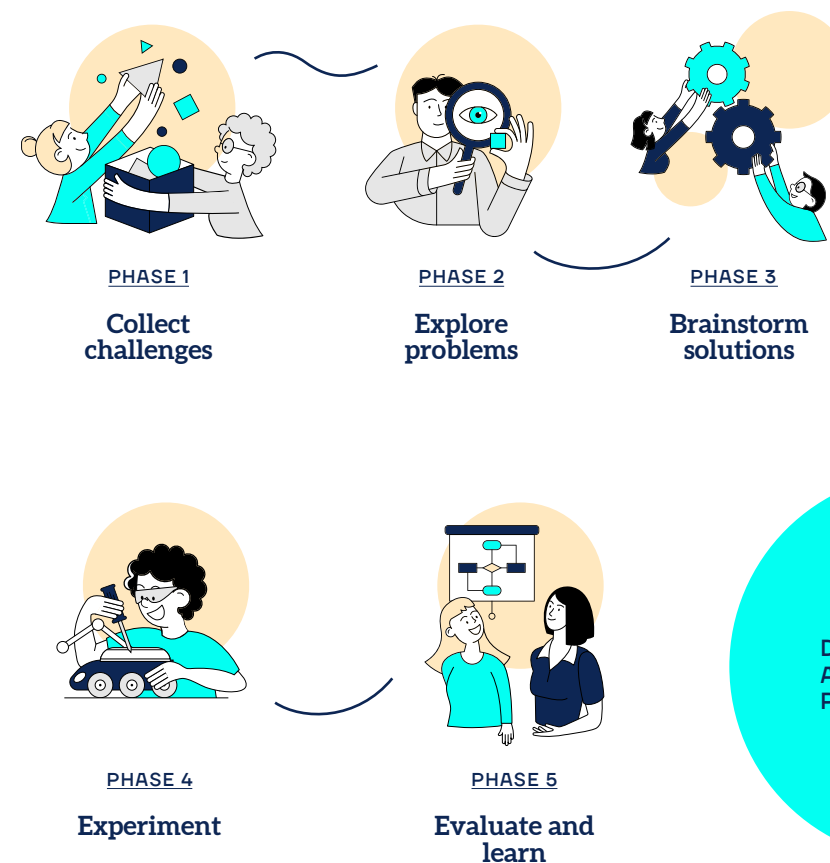 PHASE 1
Collect
challenges
PHASE 2
Explore
problems
PHASE 3
Brainstorm
solutions
PHASE 4
Experiment
PHASE 5
Evaluate and
learn